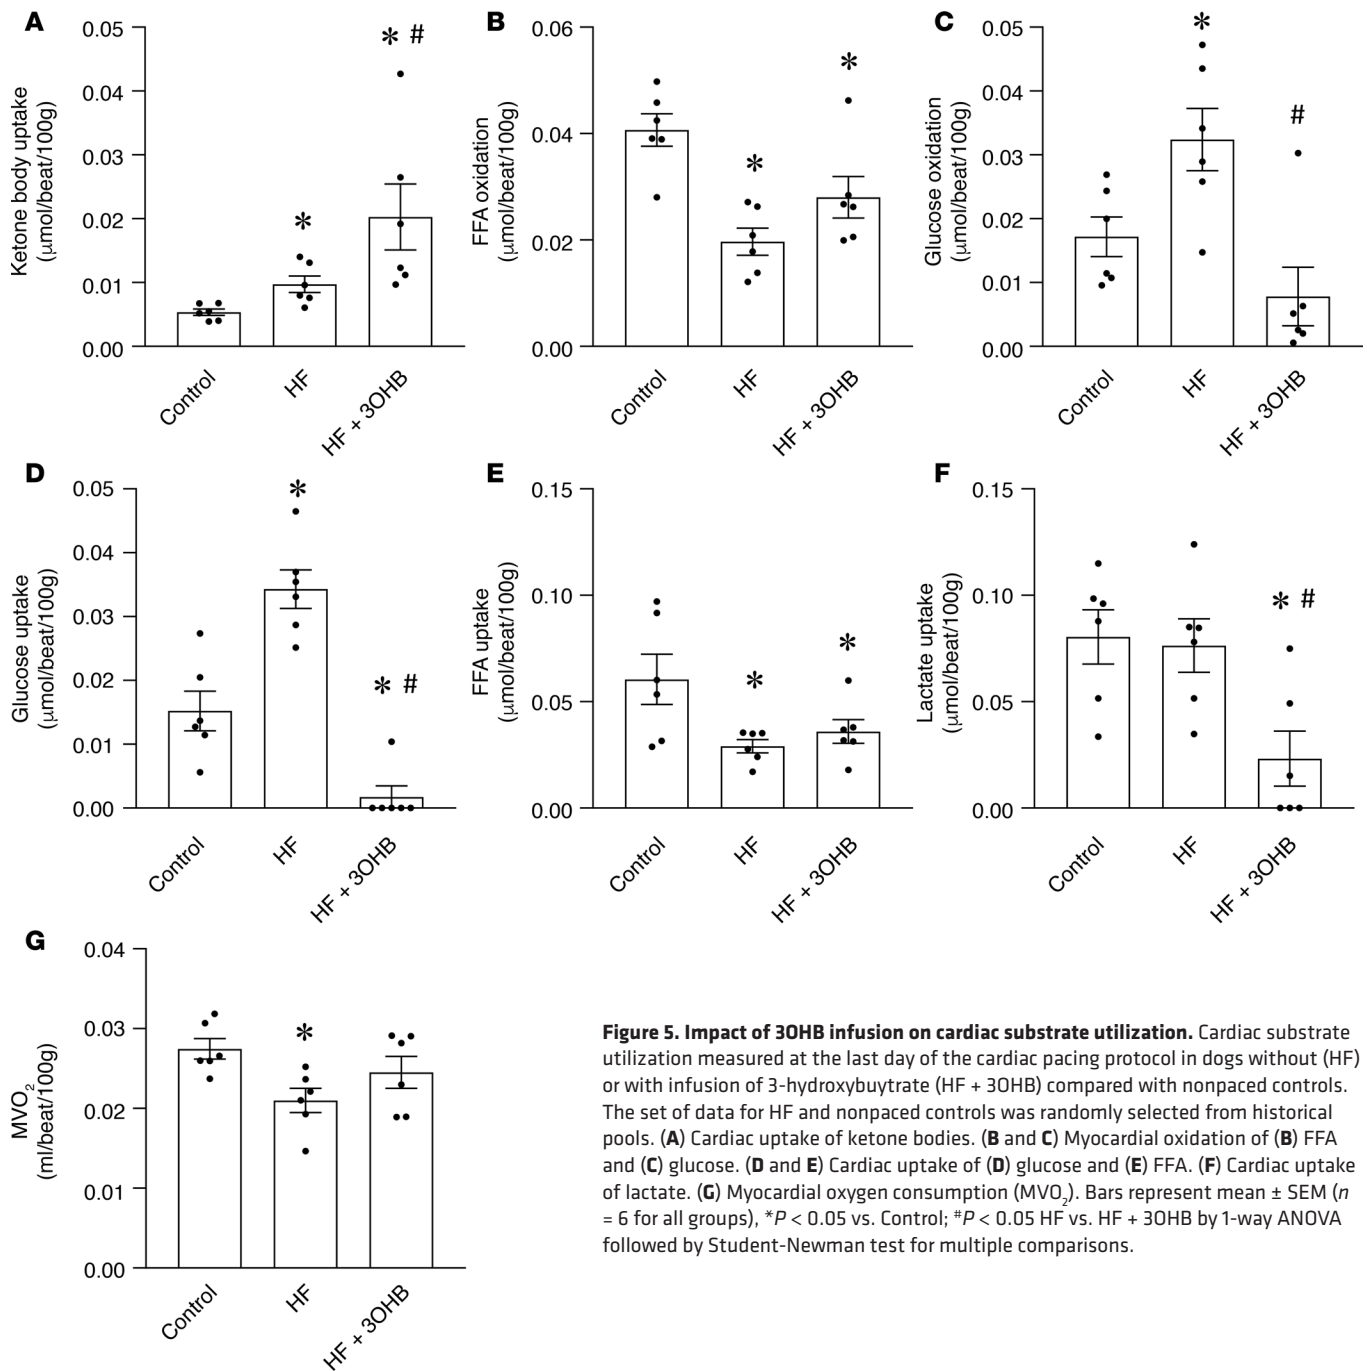 A
Ketone body uptake
(μmol/beat/100g)
0.05
0.04
0.03
0.02
0.01
0.00
*
* #
Control
HF
HF + 3OHB
B
FFA oxidation
(μmol/beat/100g)
0.06
0.04
0.02
0.00
*
*
Control
HF
HF + 3OHB
C
Glucose oxidation
(μmol/beat/100g)
0.05
0.04
0.03
0.02
0.01
0.00
*
#
Control
HF
HF + 3OHB
D
Glucose uptake
(μmol/beat/100g)
0.05
0.04
0.03
0.02
0.01
0.00
*
* #
Control
HF
HF + 3OHB
E
FFA uptake
(μmol/beat/100g)
0.15
0.10
0.05
0.00
*
*
Control
HF
HF + 3OHB
F
Lactate uptake
(μmol/beat/100g)
0.15
0.10
0.05
0.00
* #
Control
HF
HF + 3OHB
G
MVO₂
(ml/beat/100g)
0.04
0.03
0.02
0.01
0.00
*
Control
HF
HF + 3OHB
Figure 5. Impact of 3OHB infusion on cardiac substrate utilization. Cardiac substrate
utilization measured at the last day of the cardiac pacing protocol in dogs without (HF)
or with infusion of 3-hydroxybuytrate (HF + 3OHB) compared with nonpaced controls.
The set of data for HF and nonpaced controls was randomly selected from historical
pools. (A) Cardiac uptake of ketone bodies. (B and C) Myocardial oxidation of (B) FFA
and (C) glucose. (D and E) Cardiac uptake of (D) glucose and (E) FFA. (F) Cardiac uptake
of lactate. (G) Myocardial oxygen consumption (MVO₂). Bars represent mean ± SEM (n
= 6 for all groups), *P < 0.05 vs. Control; #P < 0.05 HF vs. HF + 3OHB by 1-way ANOVA
followed by Student-Newman test for multiple comparisons.